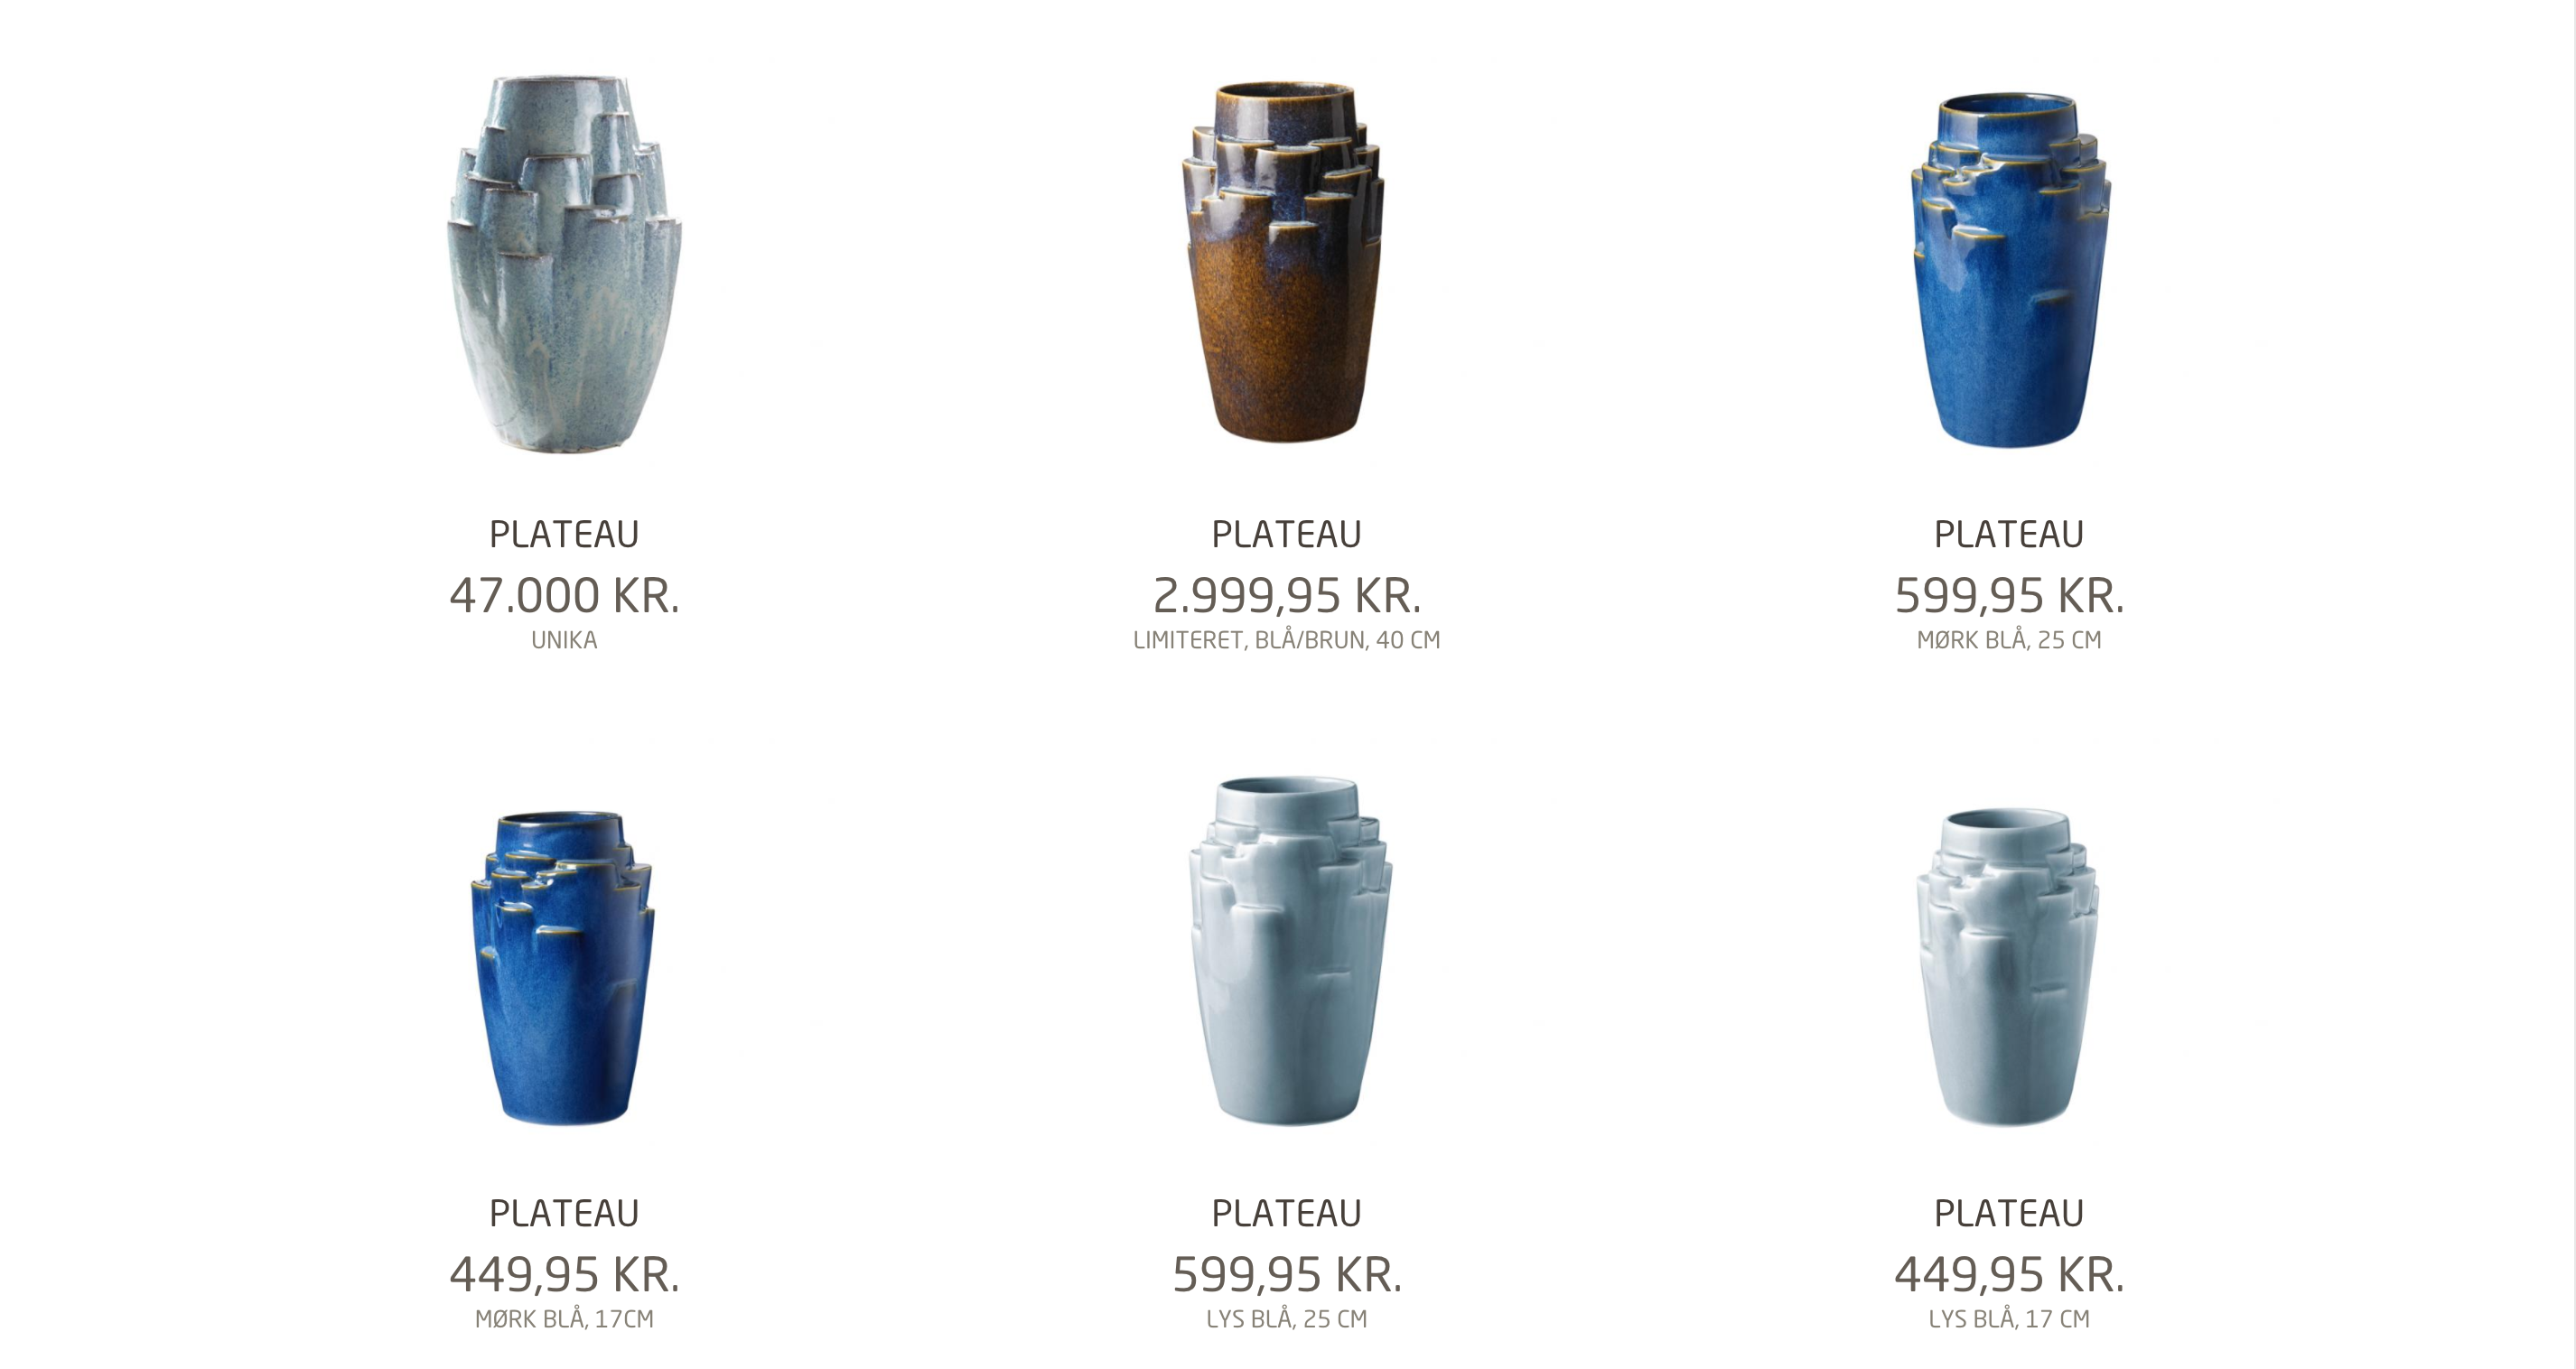 PLATEAU
47.000 KR.
UNIKA
PLATEAU
2.999,95 KR.
LIMITERET, BLÅ/BRUN, 40 CM
PLATEAU
599,95 KR.
MØRK BLÅ, 25 CM
PLATEAU
449,95 KR.
MØRK BLÅ, 17CM
PLATEAU
599,95 KR.
LYS BLÅ, 25 CM
PLATEAU
449,95 KR.
LYS BLÅ, 17 CM